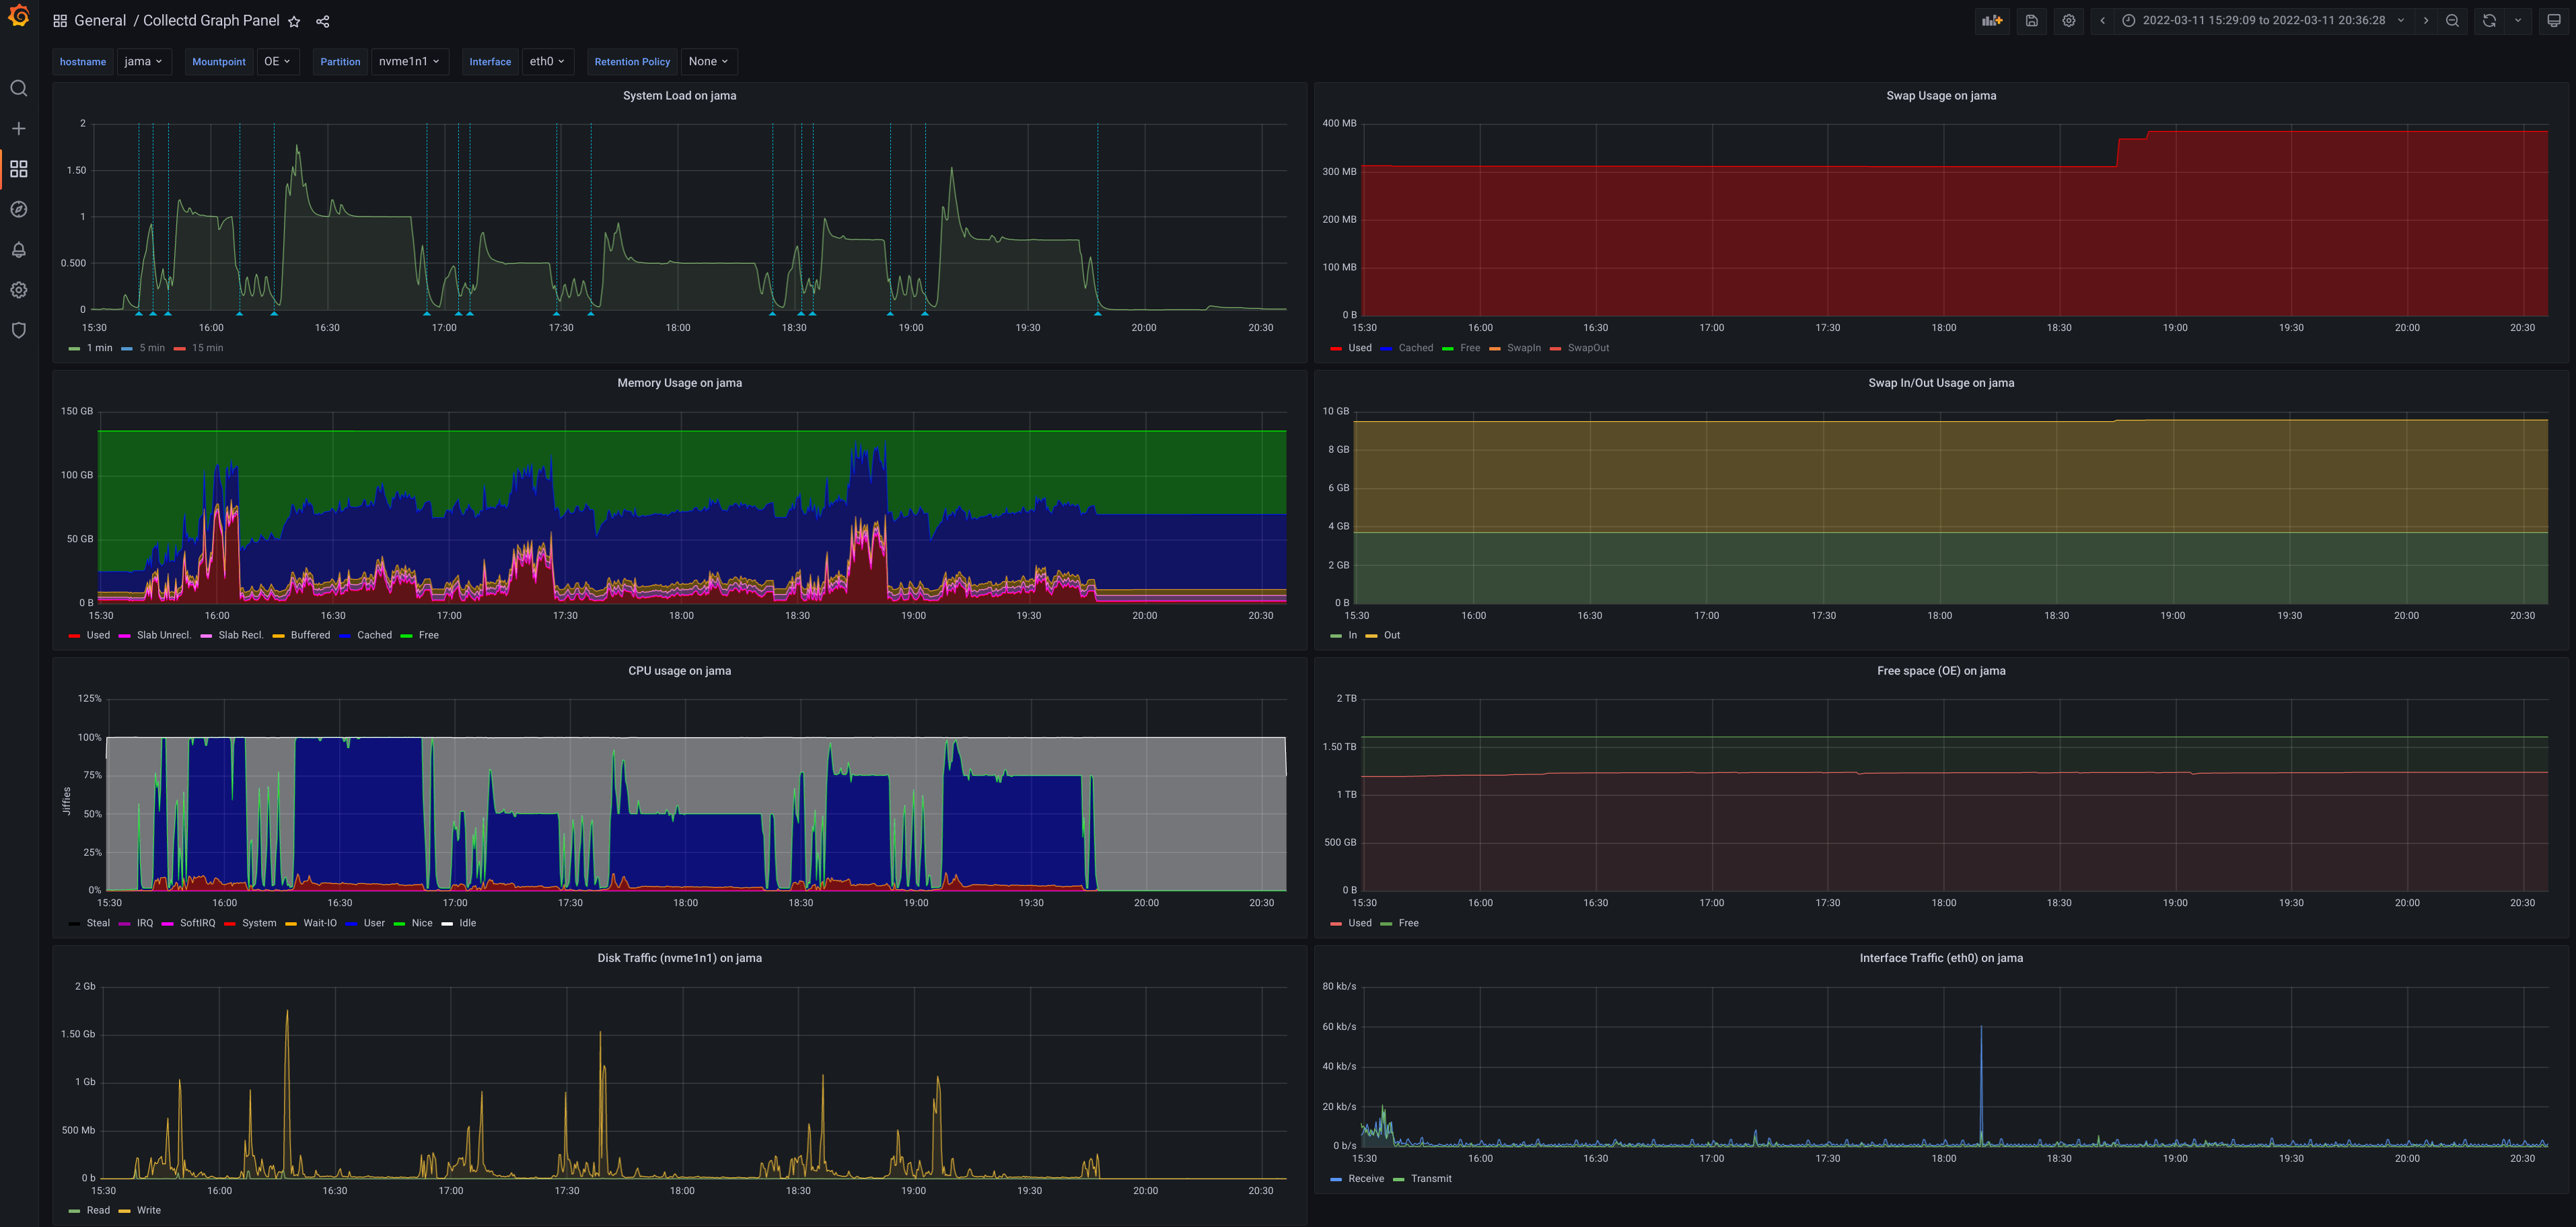 General / Collectd Graph Panel
2022-03-11 15:29:09 to 2022-03-11 20:36:28
hostname jama Mountpoint OE Partition nvme1n1 Interface eth0 Retention Policy None
System Load on jama
2
1.50
1
0.500
0
15:30 16:00 16:30 17:00 17:30 18:00 18:30 19:00 19:30 20:00 20:30
1 min 5 min 15 min
Swap Usage on jama
400 MB
300 MB
200 MB
100 MB
0 B
15:30 16:00 16:30 17:00 17:30 18:00 18:30 19:00 19:30 20:00 20:30
Used Cached Free SwapIn SwapOut
Memory Usage on jama
150 GB
100 GB
50 GB
0 B
15:30 16:00 16:30 17:00 17:30 18:00 18:30 19:00 19:30 20:00 20:30
Used Slab Unrecl. Slab Recl. Buffered Cached Free
Swap In/Out Usage on jama
10 GB
8 GB
6 GB
4 GB
2 GB
0 B
15:30 16:00 16:30 17:00 17:30 18:00 18:30 19:00 19:30 20:00 20:30
In Out
CPU usage on jama
Jiffies
125%
100%
75%
50%
25%
0%
15:30 16:00 16:30 17:00 17:30 18:00 18:30 19:00 19:30 20:00 20:30
Steal IRQ SoftIRQ System Wait-IO User Nice Idle
Free space (OE) on jama
2 TB
1.50 TB
1 TB
500 GB
0 B
15:30 16:00 16:30 17:00 17:30 18:00 18:30 19:00 19:30 20:00 20:30
Used Free
Disk Traffic (nvme1n1) on jama
2 Gb
1.50 Gb
1 Gb
500 Mb
0 b
15:30 16:00 16:30 17:00 17:30 18:00 18:30 19:00 19:30 20:00 20:30
Read Write
Interface Traffic (eth0) on jama
80 kb/s
60 kb/s
40 kb/s
20 kb/s
0 b/s
15:30 16:00 16:30 17:00 17:30 18:00 18:30 19:00 19:30 20:00 20:30
Receive Transmit